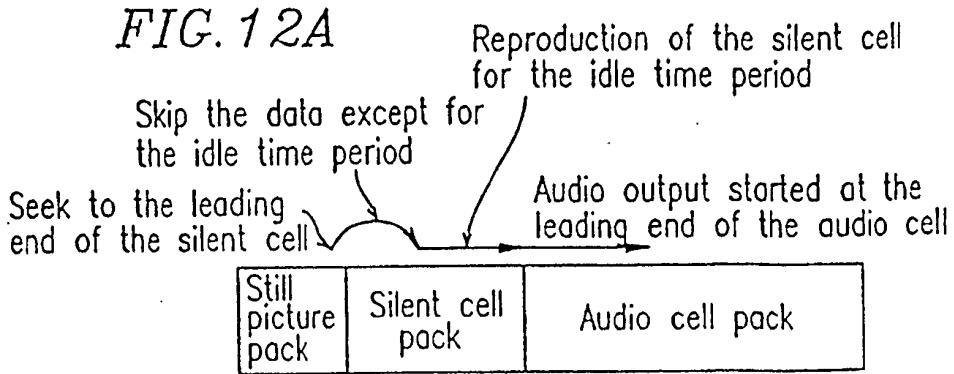 FIG. 12A
Reproduction of the silent cell
for the idle time period
Skip the data except for
the idle time period
Seek to the leading
end of the silent cell
Audio output started at the
leading end of the audio cell
Still
picture
pack
Silent cell
pack
Audio cell pack